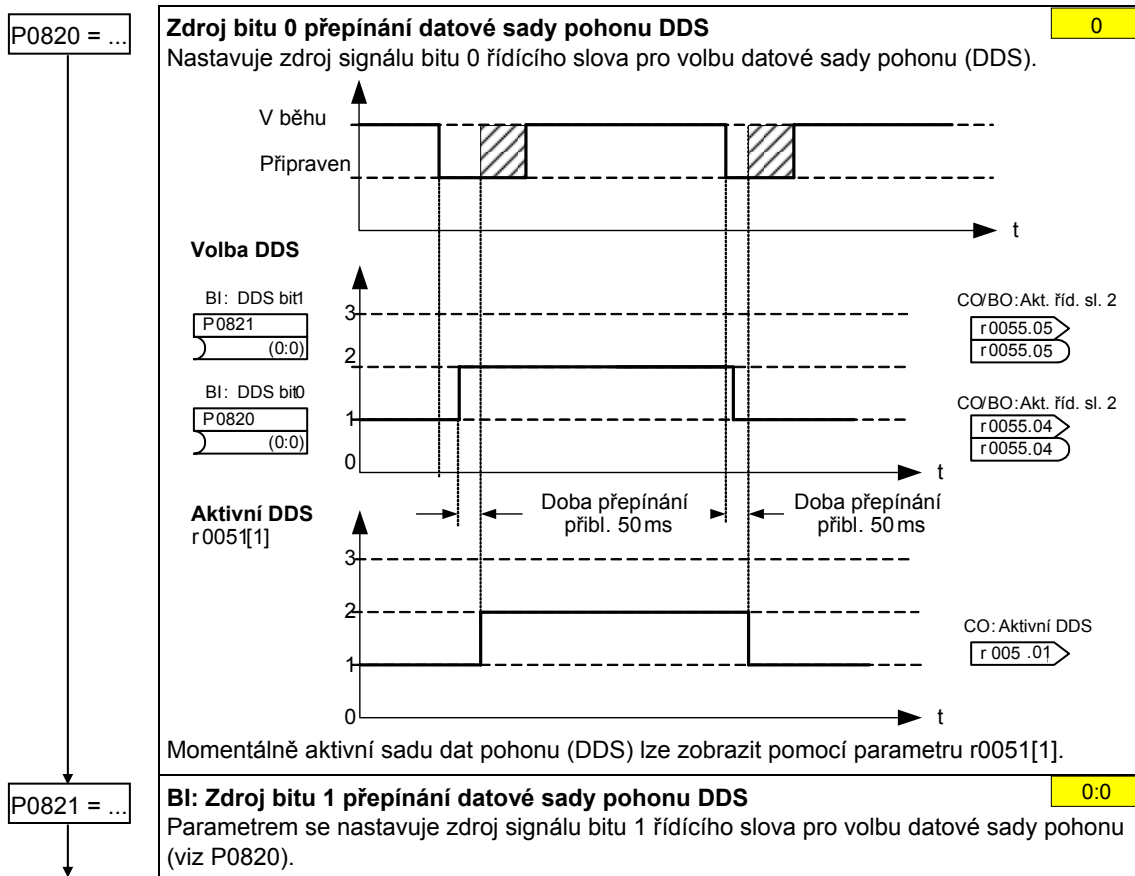 P0820 = ...
Zdroj bitu 0 přepínání datové sady pohonu DDS
0
Nastavuje zdroj signálu bitu 0 řídícího slova pro volbu datové sady pohonu (DDS).
V běhu
Připraven
t
Volba DDS
BI: DDS bit1
P0821
(0:0)
BI: DDS bit0
P0820
(0:0)
3
2
1
0
t
CO/BO:Akt. říd. sl. 2
r0055.05
r0055.05
CO/BO:Akt. říd. sl. 2
r0055.04
r0055.04
Doba přepínání
přibl. 50ms
Doba přepínání
přibl. 50ms
Aktivní DDS
r0051[1]
3
2
1
0
t
CO:Aktivní DDS
r 005 .01
Momentálně aktivní sadu dat pohonu (DDS) lze zobrazit pomocí parametru r0051[1].
P0821 = ...
BI: Zdroj bitu 1 přepínání datové sady pohonu DDS
0:0
Parametrem se nastavuje zdroj signálu bitu 1 řídícího slova pro volbu datové sady pohonu
(viz P0820).